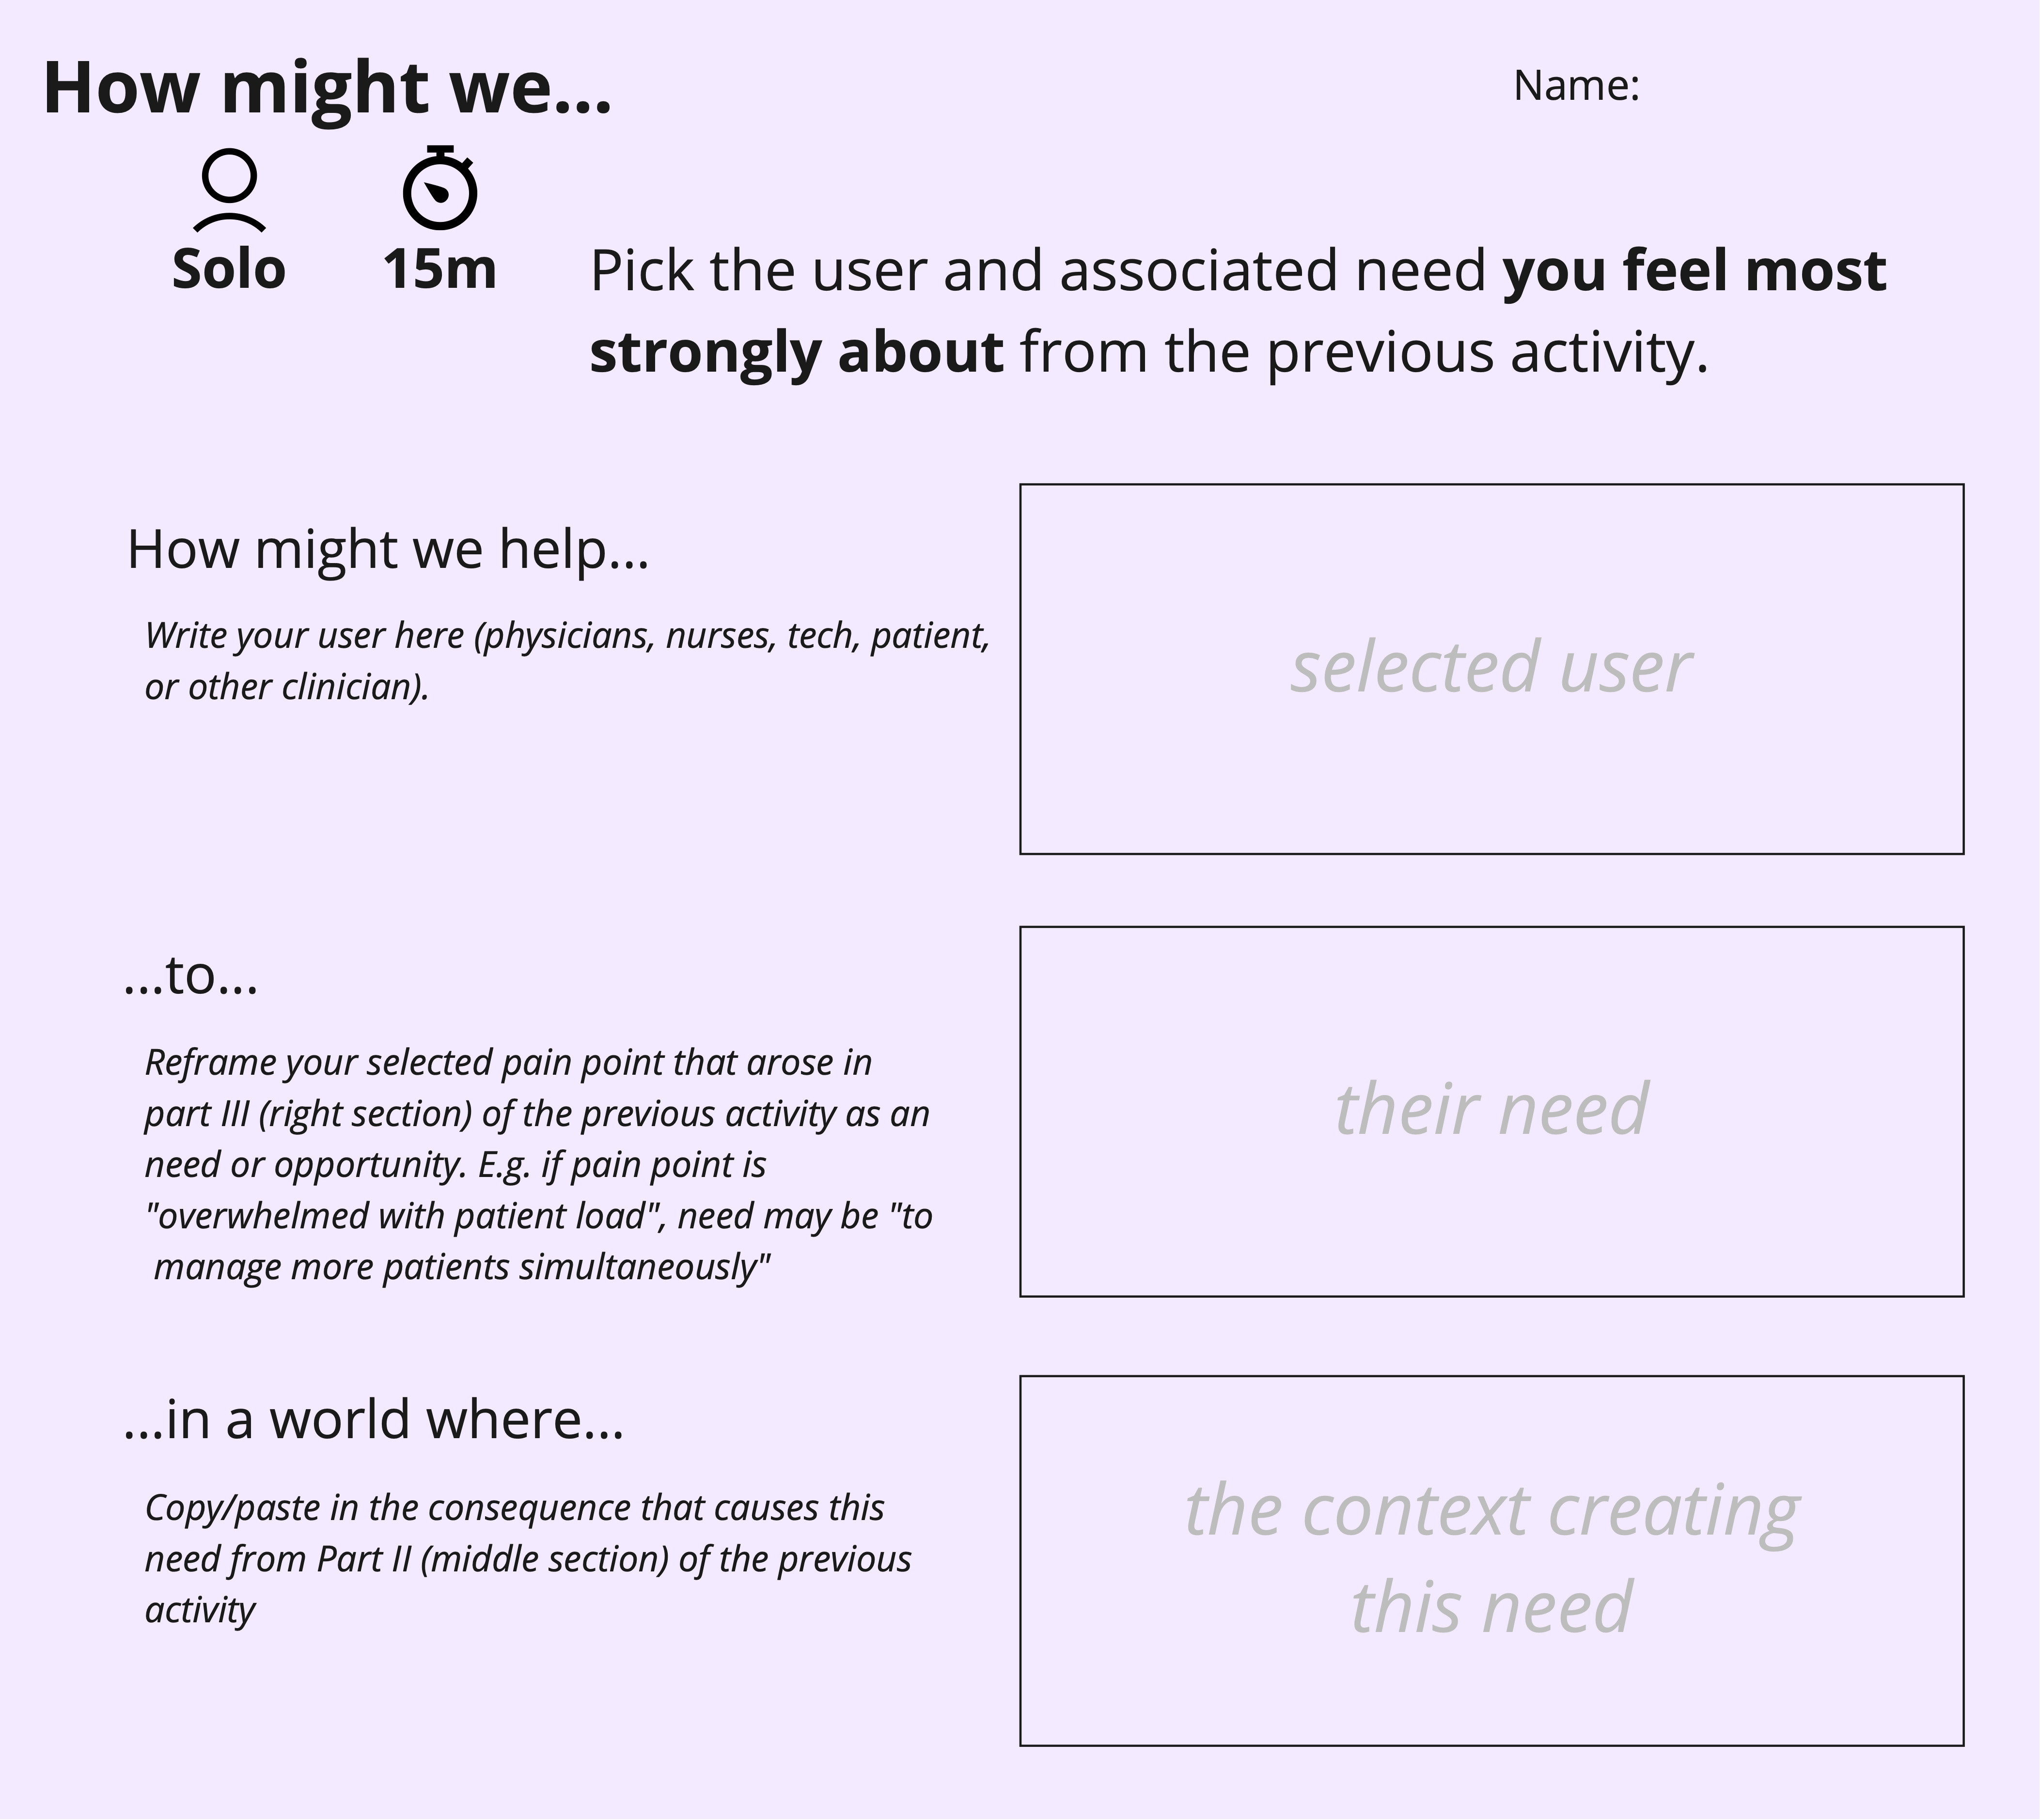 How might we...
Name:
Solo
15m
Pick the user and associated need you feel most
strongly about from the previous activity.
How might we help...
Write your user here (physicians, nurses, tech, patient,
or other clinician).
selected user
...to...
Reframe your selected pain point that arose in
part III (right section) of the previous activity as an
need or opportunity. E.g. if pain point is
"overwhelmed with patient load", need may be "to
manage more patients simultaneously"
their need
...in a world where...
Copy/paste in the consequence that causes this
need from Part II (middle section) of the previous
activity
the context creating
this need